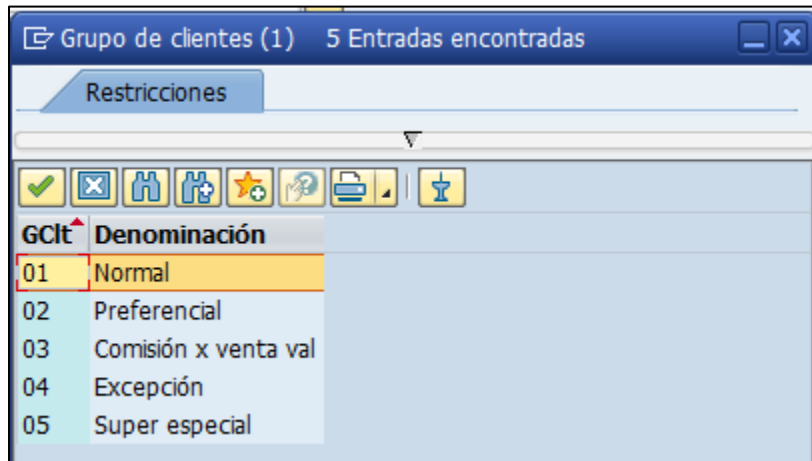 Grupo de clientes (1) 5 Entradas encontradas
Restricciones
GClt Denominación
01 Normal
02 Preferencial
03 Comisión x venta val
04 Excepción
05 Super especial